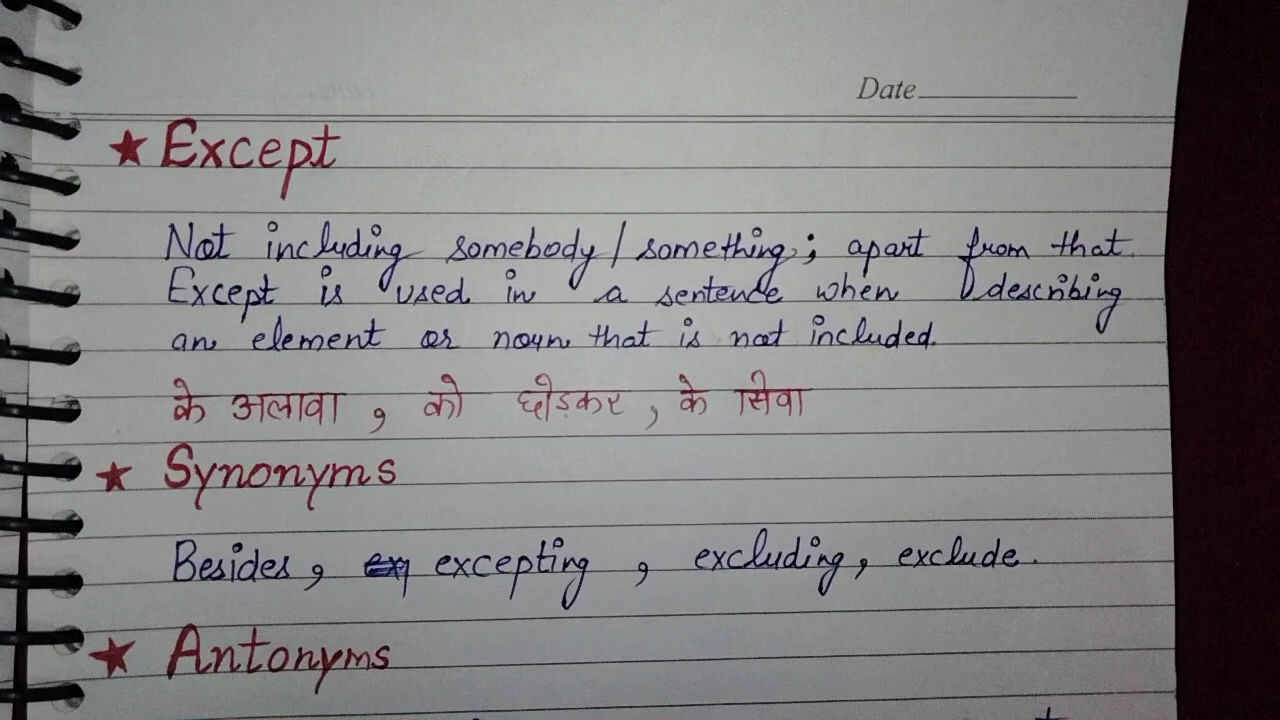 Date
★ Except
Not including somebody/something; apart from that.
Except is used in a sentence when describing
an element or noun that is not included.
के अलावा, को छोड़कर, के सिवा
★ Synonyms
Besides, excepting, excluding, exclude.
★ Antonyms